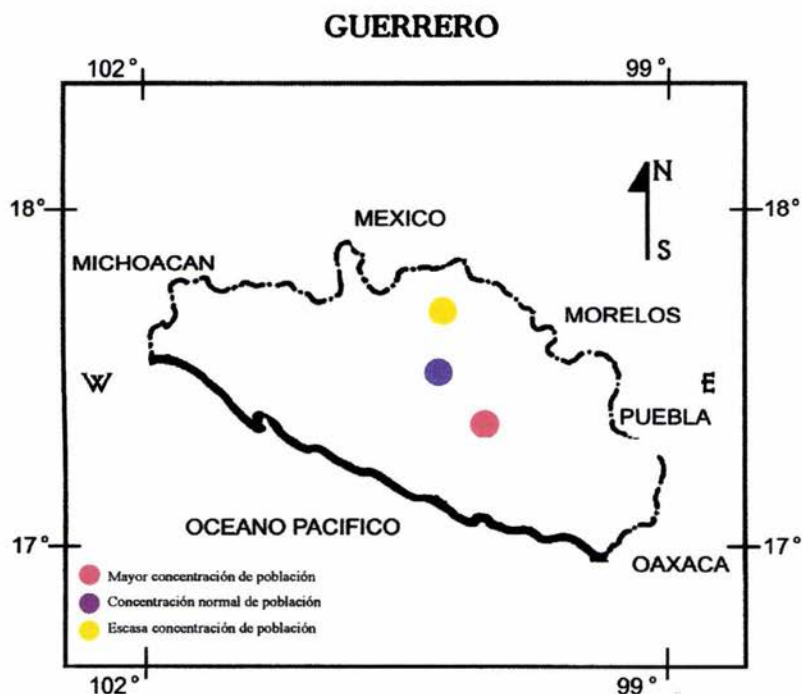 GUERRERO
102° 99°
N
18° 18°
MEXICO
S
MICHOACAN
MORELOS
W E
PUEBLA
OCEANO PACIFICO
17° 17°
OAXACA
Mayor concentración de población
Concentración normal de población
Escasa concentración de población
102° 99°